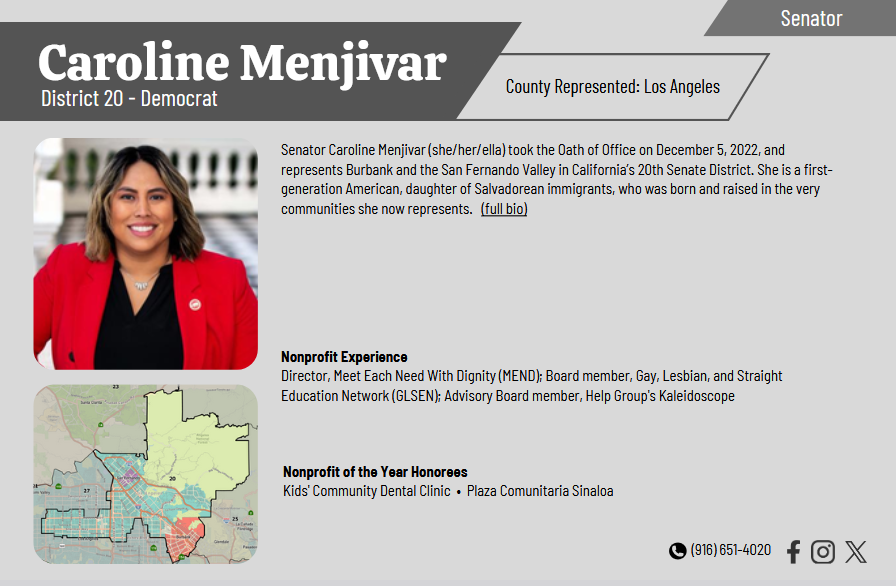 Senator
Caroline Menjivar
District 20 - Democrat
County Represented: Los Angeles
Senator Caroline Menjivar (she/her/ella) took the Oath of Office on December 5, 2022, and
represents Burbank and the San Fernando Valley in California's 20th Senate District. She is a first-
generation American, daughter of Salvadorean immigrants, who was born and raised in the very
communities she now represents. (full bio)
Nonprofit Experience
Director, Meet Each Need With Dignity (MEND); Board member, Gay, Lesbian, and Straight
Education Network (GLSEN); Advisory Board member, Help Group's Kaleidoscope
23
20
27
25
Nonprofit of the Year Honorees
Kids' Community Dental Clinic • Plaza Comunitaria Sinaloa
(916) 651-4020